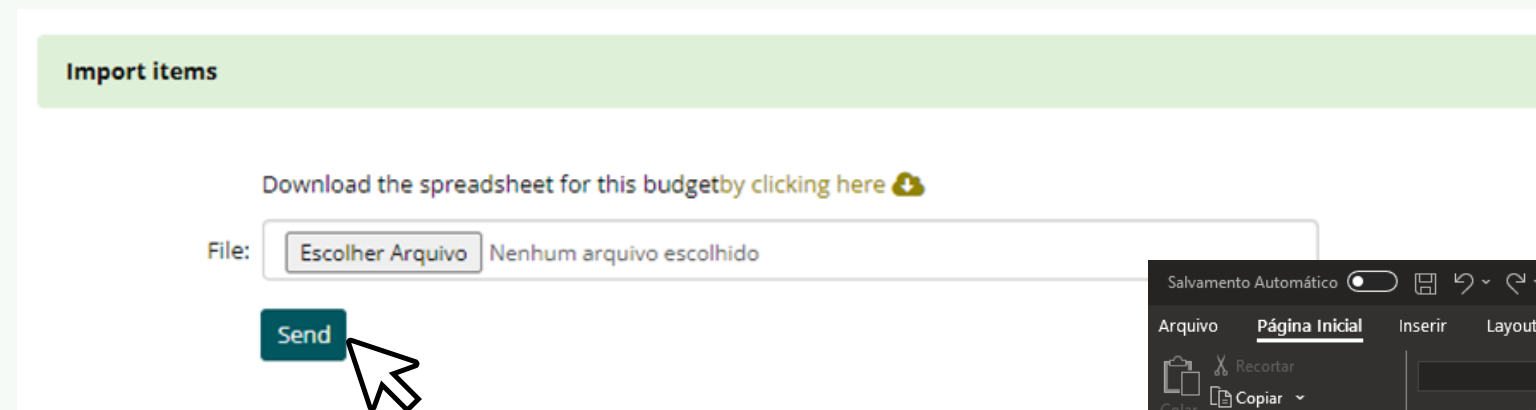 Import items
Download the spreadsheet for this budgetby clicking here
File: Escolher Arquivo Nenhum arquivo escolhido
Send
Salvamento Automático
Arquivo Página Inicial Inserir Layout
Recortar
Copiar
Colar